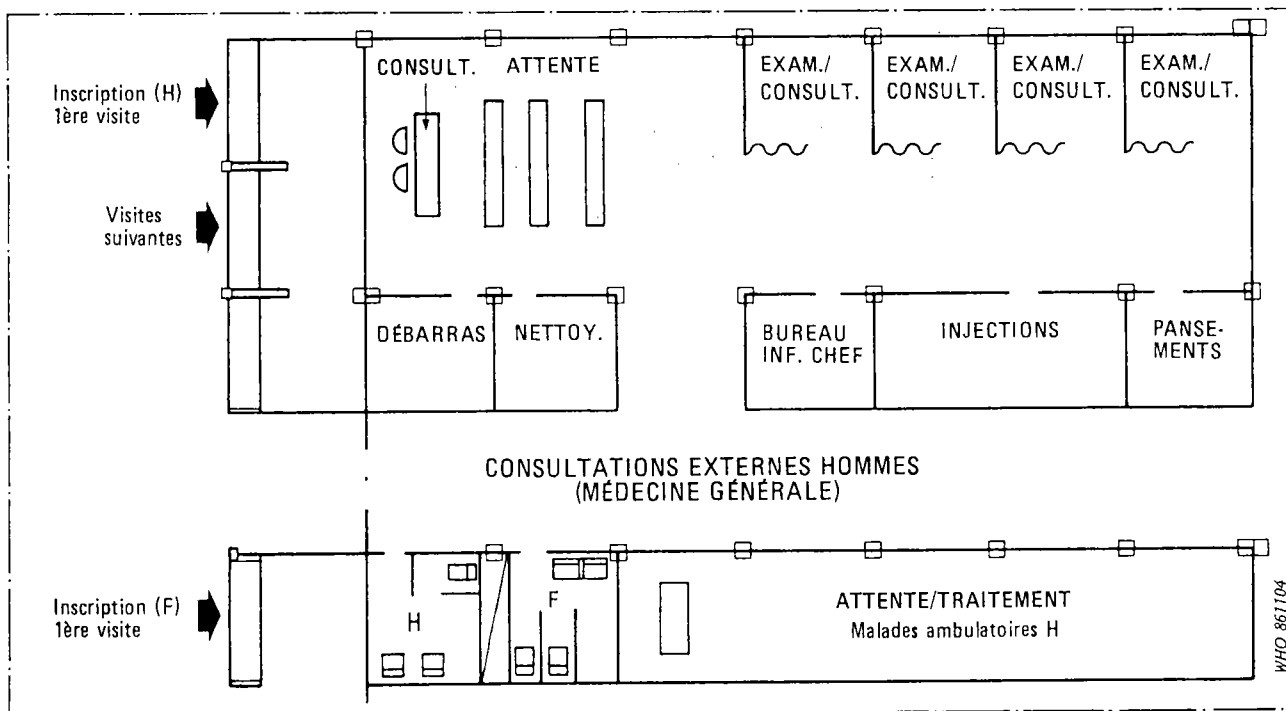 Inscription (H)
1ère visite
CONSULT.
ATTENTE
EXAM./
CONSULT.
EXAM./
CONSULT.
EXAM./
CONSULT.
EXAM./
CONSULT.
Visites
suivantes
DÉBARRAS
NETTOY.
BUREAU
INF. CHEF
INJECTIONS
PANSE-
MENTS
CONSULTATIONS EXTERNES HOMMES
(MÉDECINE GÉNÉRALE)
Inscription (F)
1ère visite
H
F
ATTENTE/TRAITEMENT
Malades ambulatoires H
WHO 861104